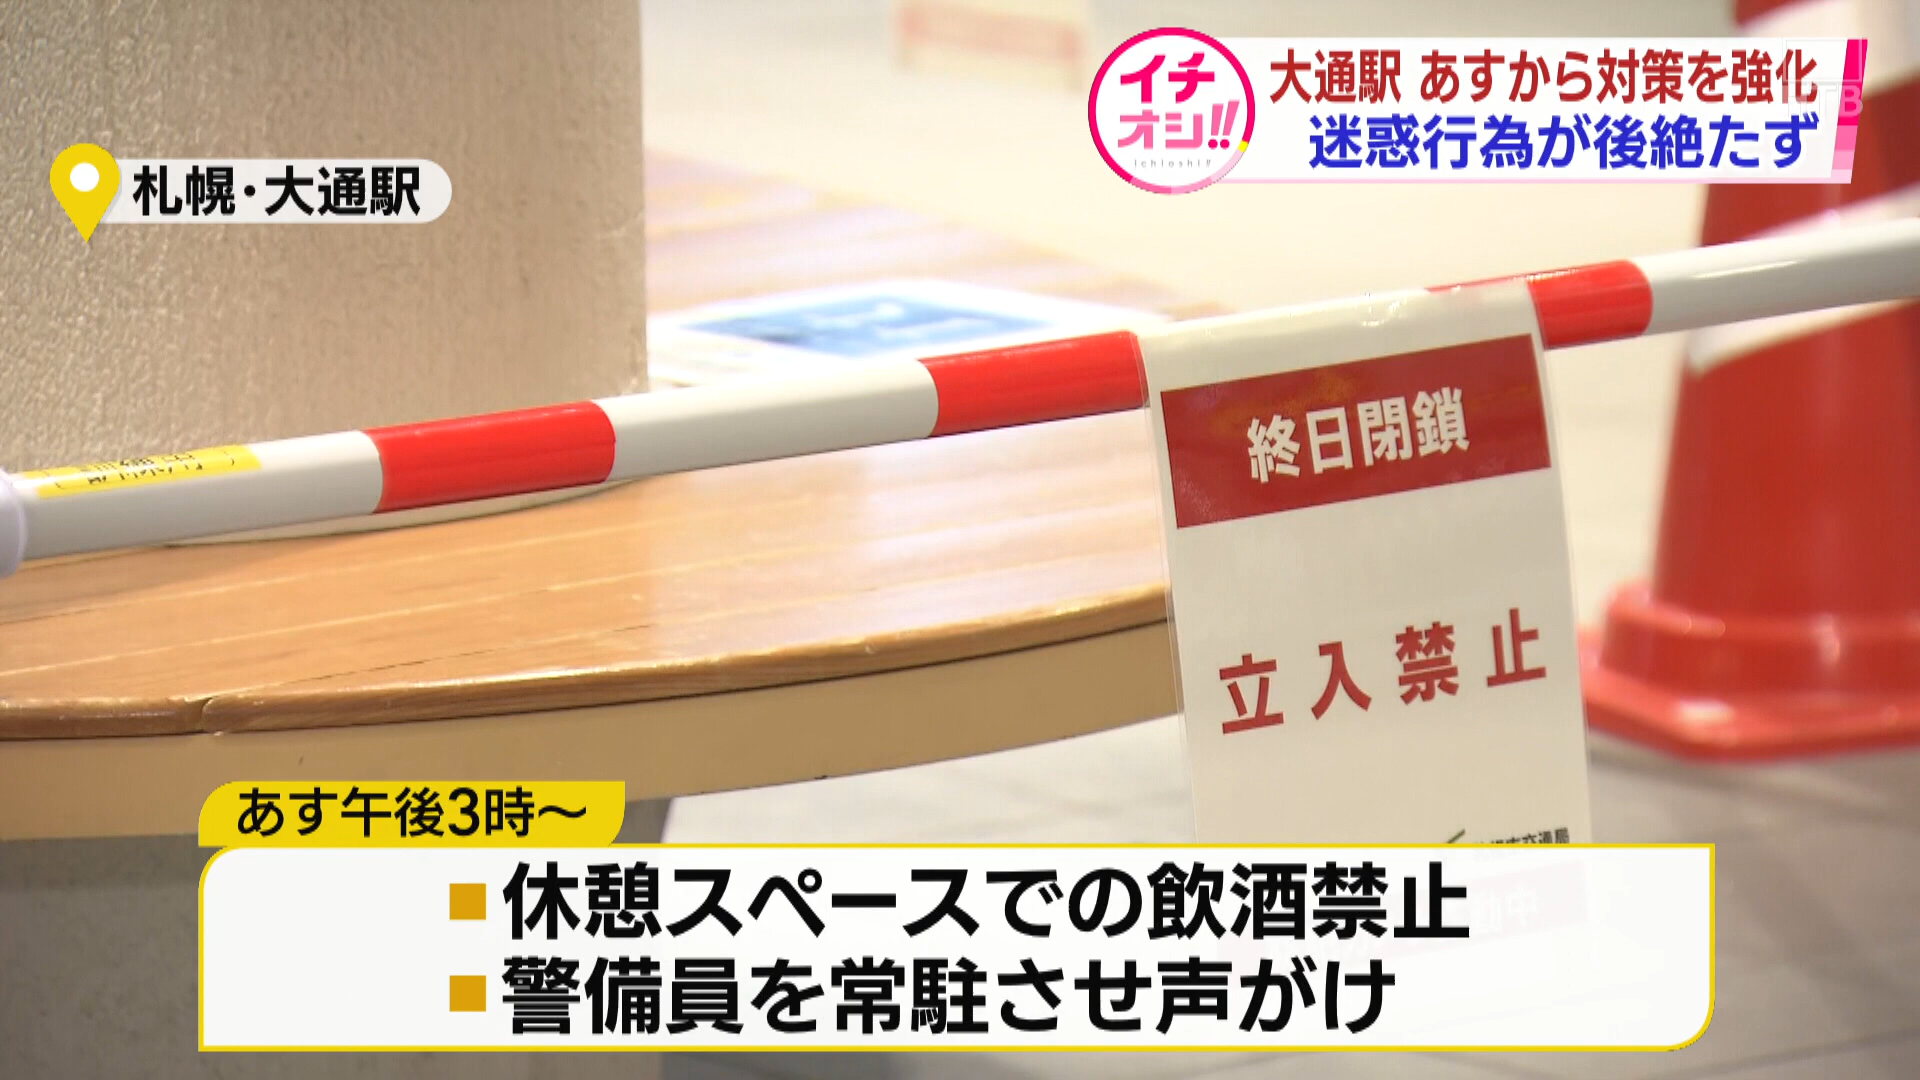 イチ
オシ!!
ichioshi!!
大通駅 あすから対策を強化
迷惑行為が後絶たず
札幌・大通駅
終日閉鎖
立入禁止
あす午後3時～
■休憩スペースでの飲酒禁止
■警備員を常駐させ声がけ